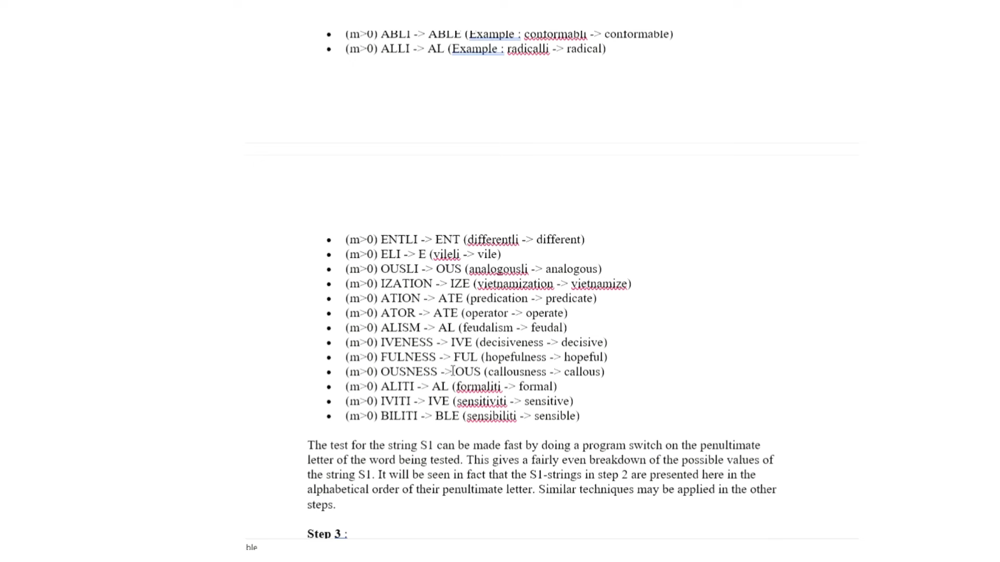 • (m>0) ABLI -> ABLE (Example : conformabli -> conformable)
• (m>0) ALLI -> AL (Example : radicalli -> radical)
• (m>0) ENTLI -> ENT (differentli -> different)
• (m>0) ELI -> E (vileli -> vile)
• (m>0) OUSLI -> OUS (analogousli -> analogous)
• (m>0) IZATION -> IZE (vietnamization -> vietnamize)
• (m>0) ATION -> ATE (predication -> predicate)
• (m>0) ATOR -> ATE (operator -> operate)
• (m>0) ALISM -> AL (feudalism -> feudal)
• (m>0) IVENESS -> IVE (decisiveness -> decisive)
• (m>0) FULNESS -> FUL (hopefulness -> hopeful)
• (m>0) OUSNESS -> OUS (callousness -> callous)
• (m>0) ALITI -> AL (formaliti -> formal)
• (m>0) IVITI -> IVE (sensitiviti -> sensitive)
• (m>0) BILITI -> BLE (sensibiliti -> sensible)
The test for the string S1 can be made fast by doing a program switch on the penultimate
letter of the word being tested. This gives a fairly even breakdown of the possible values of
the string S1. It will be seen in fact that the S1-strings in step 2 are presented here in the
alphabetical order of their penultimate letter. Similar techniques may be applied in the other
steps.
Step 3 :
ble